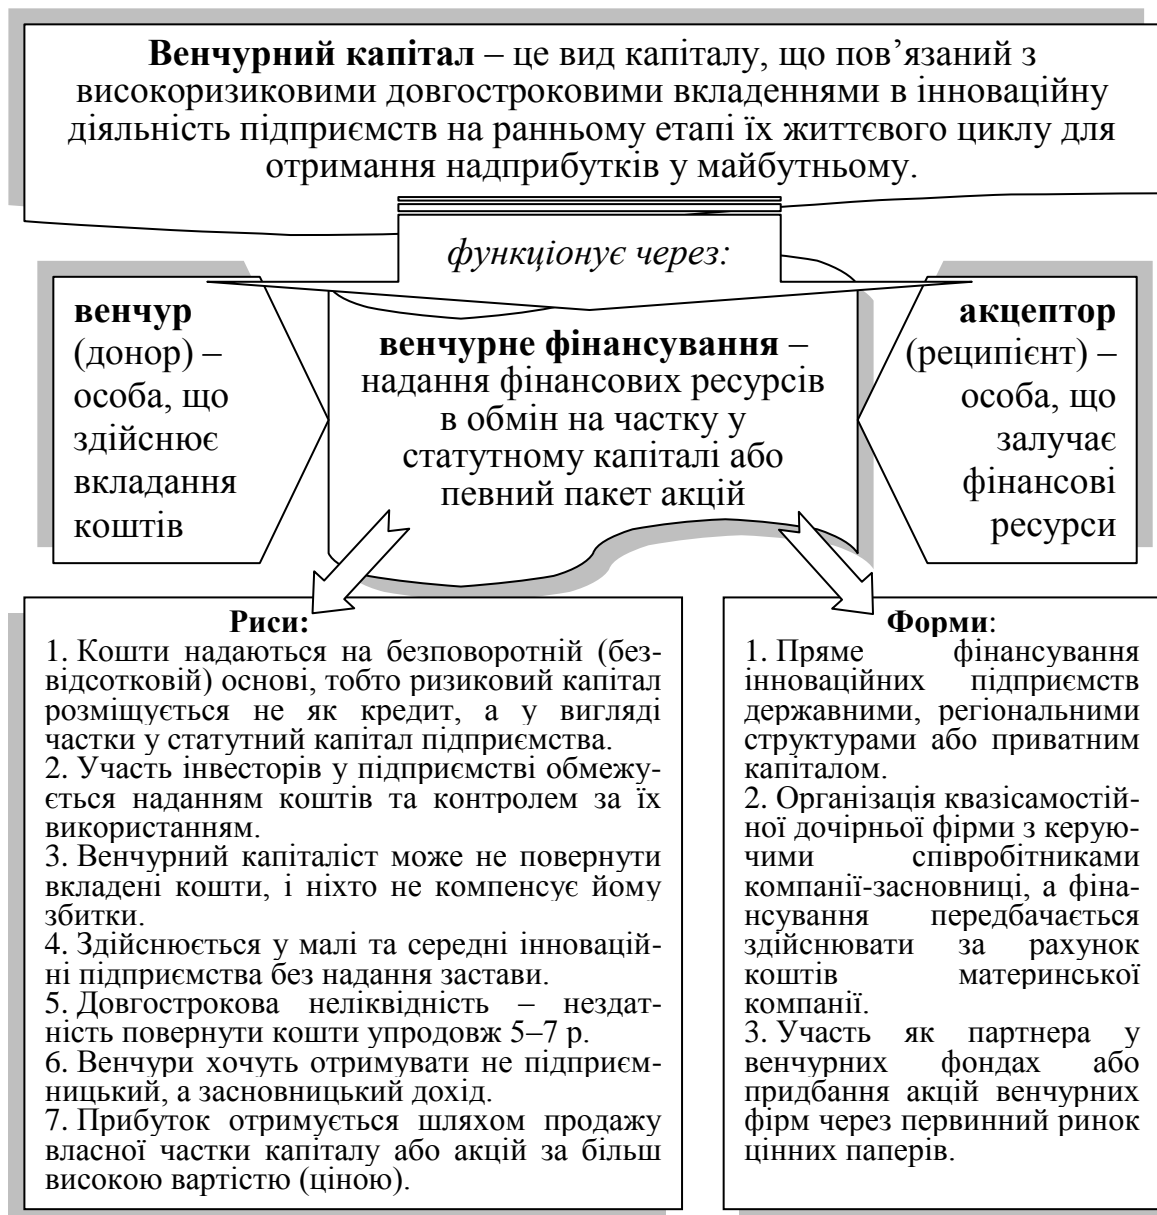 Венчурний капітал – це вид капіталу, що пов’язаний з
високоризиковими довгостроковими вкладеннями в інноваційну
діяльність підприємств на ранньому етапі їх життєвого циклу для
отримання надприбутків у майбутньому.
функціонує через:
венчур
(донор) –
особа, що
здійснює
вкладання
коштів
венчурне фінансування –
надання фінансових ресурсів
в обмін на частку у
статутному капіталі або
певний пакет акцій
акцептор
(реципієнт) –
особа, що
залучає
фінансові
ресурси
Риси:
1. Кошти надаються на безповоротній (без-
відсотковій) основі, тобто ризиковий капітал
розміщується не як кредит, а у вигляді
частки у статутний капітал підприємства.
2. Участь інвесторів у підприємстві обмежу-
ється наданням коштів та контролем за їх
використанням.
3. Венчурний капіталіст може не повернути
вкладені кошти, і ніхто не компенсує йому
збитки.
4. Здійснюється у малі та середні інновацій-
ні підприємства без надання застави.
5. Довгострокова неліквідність – нездат-
ність повернути кошти упродовж 5–7 р.
6. Венчури хочуть отримувати не підприєм-
ницький, а засновницький дохід.
7. Прибуток отримується шляхом продажу
власної частки капіталу або акцій за більш
високою вартістю (ціною).
Форми:
1. Пряме фінансування
інноваційних підприємств
державними, регіональними
структурами або приватним
капіталом.
2. Організація квазісамостій-
ної дочірньої фірми з керую-
чими співробітниками
компанії-засновниці, а фіна-
нсування передбачається
здійснювати за рахунок
коштів материнської
компанії.
3. Участь як партнера у
венчурних фондах або
придбання акцій венчурних
фірм через первинний ринок
цінних паперів.